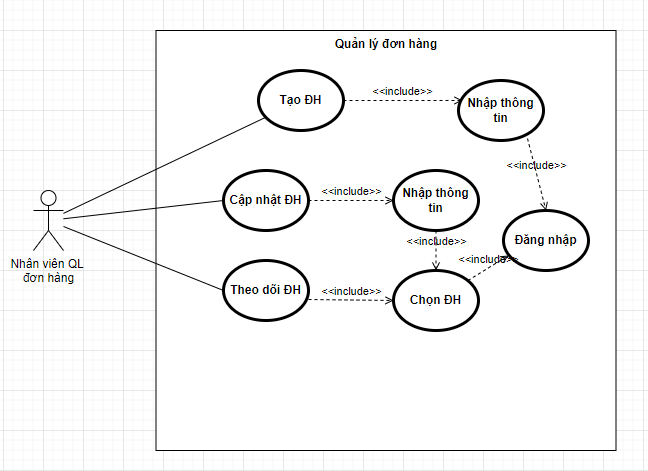 Quản lý đơn hàng
Tạo ĐH
<<include>>
Nhập thông
tin
<<include>>
Cập nhật ĐH
<<include>>
Nhập thông
tin
<<include>>
Đăng nhập
<<include>>
Theo dõi ĐH
<<include>>
Chọn ĐH
Nhân viên QL
đơn hàng